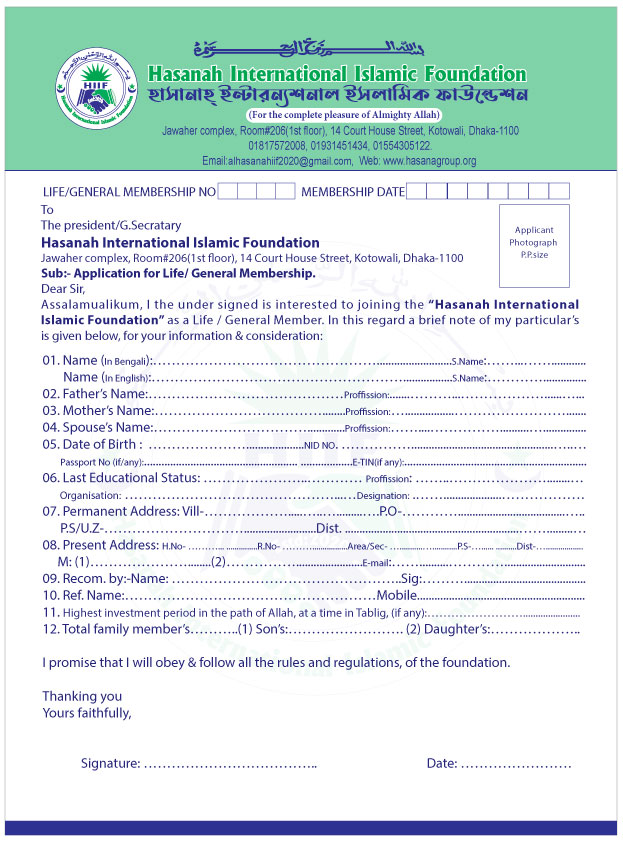 HIIF
Hasanah International Islamic Foundation
Hasanah International Islamic Foundation
হাসানাহ্ ইন্টারন্যাশনাল ইসলামিক ফাউন্ডেশন
(For the complete pleasure of Almighty Allah)
Jawaher complex, Room#206(1st floor), 14 Court House Street, Kotowali, Dhaka-1100
01817572008, 01931451434, 01554305122.
Email:alhasanahiif2020@gmail.com, Web: www.hasanagroup.org
LIFE/GENERAL MEMBERSHIP NO MEMBERSHIP DATE
To
The president/G.Secratary
Hasanah International Islamic Foundation
Jawaher complex, Room#206(1st floor), 14 Court House Street, Kotowali, Dhaka-1100
Sub:- Application for Life/ General Membership.
Dear Sir,
Applicant
Photograph
P.P.size
Assalamualikum, I the under signed is interested to joining the “Hasanah International
Islamic Foundation” as a Life / General Member. In this regard a brief note of my particular’s
is given below, for your information & consideration:
01. Name (In Bengali):..........S.Name:..........
Name (In English):..........S.Name:..........
02. Father’s Name:..........Proffission:..........
03. Mother’s Name:..........Proffission:..........
04. Spouse’s Name:..........Proffission:..........
05. Date of Birth : ..........NID NO. ..........
Passport No (if/any):..........E-TIN(if any):..........
06. Last Educational Status: ..........Proffission: ..........
Organisation: ..........Designation: ..........
07. Permanent Address: Vill-..........P.O-..........
P.S/U.Z-..........Dist. ..........
08. Present Address: H.No- ..........R.No- ..........Area/Sec- ..........P.S-..........Dist-..........
M: (1)..........(2)..........E-mail:..........
09. Recom. by:-Name: ..........Sig:..........
10. Ref. Name:..........Mobile..........
11. Highest investment period in the path of Allah, at a time in Tablig, (if any):..........
12. Total family member’s..........(1) Son’s:.......... (2) Daughter’s:..........
I promise that I will obey & follow all the rules and regulations, of the foundation.
Thanking you
Yours faithfully,
Signature: .......... Date: ..........